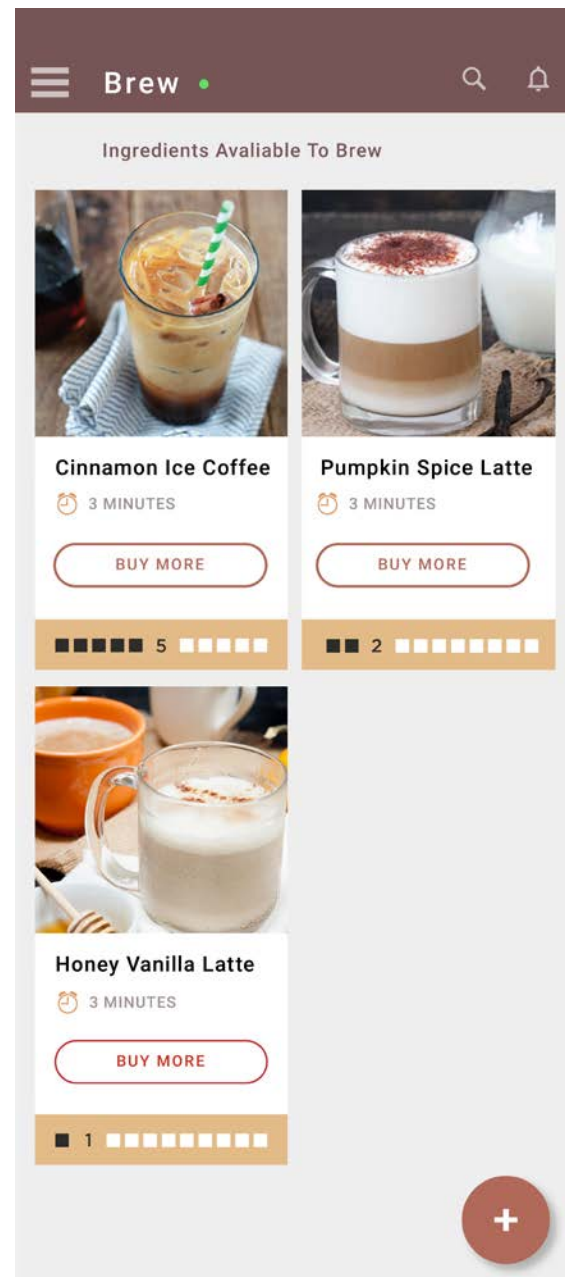 Brew
Ingredients Avaliable To Brew
Cinnamon Ice Coffee
3 MINUTES
BUY MORE
5
Pumpkin Spice Latte
3 MINUTES
BUY MORE
2
Honey Vanilla Latte
3 MINUTES
BUY MORE
1
+